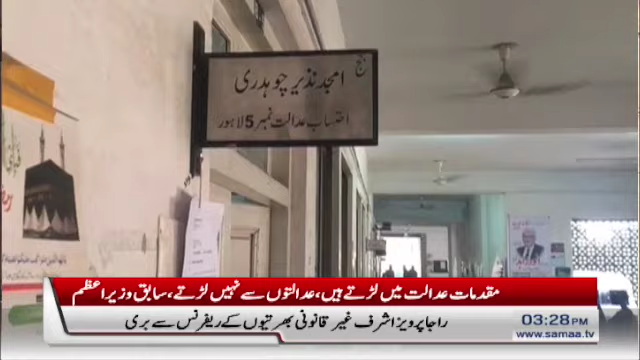 جج
امجد نذیر چوہدری
احتساب عدالت نمبر 5 لاہور
مقدمات عدالت میں لڑتے ہیں، عدالتوں سے نہیں لڑتے، سابق وزیراعظم
راجا پرویز اشرف غیر قانونی بھرتیوں کے ریفرنس سے بری
03:28 PM
www.samaa.tv